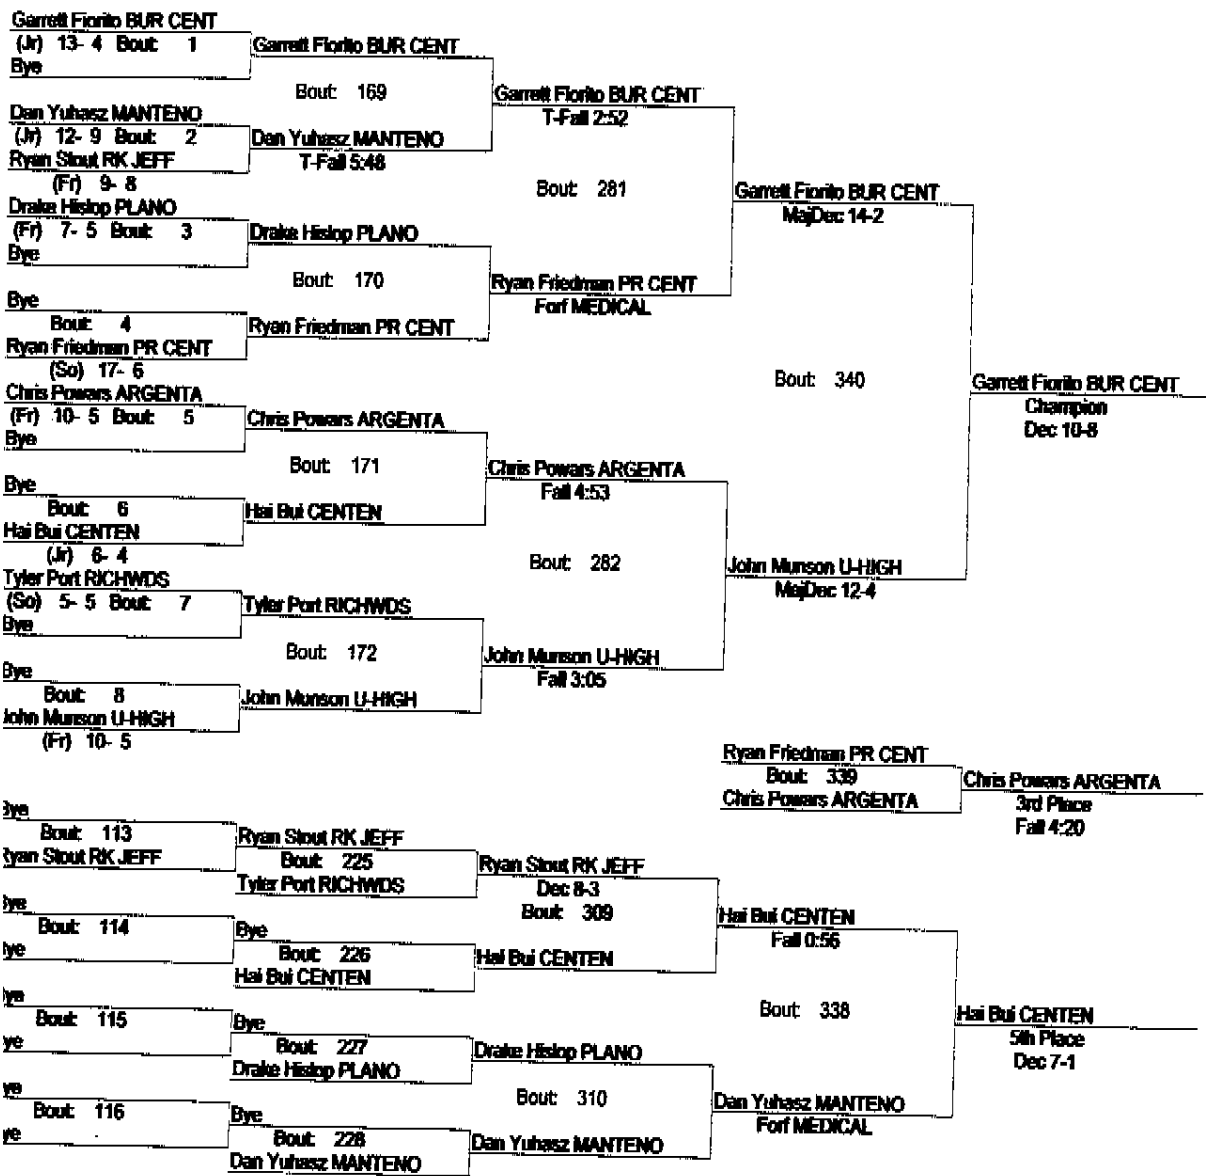 Garrett Fiorito BUR CENT
(Jr) 13- 4 Bout: 1
Bye
Garrett Fiorito BUR CENT
Bout: 169
Dan Yuhasz MANTENO
(Jr) 12- 9 Bout: 2
Ryan Stout RK JEFF
(Fr) 9- 8
Dan Yuhasz MANTENO
T-Fall 5:48
Garrett Fiorito BUR CENT
T-Fall 2:52
Bout: 281
Drake Hislop PLANO
(Fr) 7- 5 Bout: 3
Bye
Drake Hislop PLANO
Bout: 170
Bye
Bout: 4
Ryan Friedman PR CENT
(So) 17- 6
Ryan Friedman PR CENT
Ryan Friedman PR CENT
Forf MEDICAL
Garrett Fiorito BUR CENT
MajDec 14-2
Bout: 340
Garrett Fiorito BUR CENT
Champion
Dec 10-8
Chris Powars ARGENTA
(Fr) 10- 5 Bout: 5
Bye
Chris Powars ARGENTA
Bout: 171
Bye
Bout: 6
Hai Bui CENTEN
(Jr) 6- 4
Hai Bui CENTEN
Chris Powars ARGENTA
Fall 4:53
Bout: 282
Tyler Port RICHWDS
(So) 5- 5 Bout: 7
Bye
Tyler Port RICHWDS
Bout: 172
Bye
Bout: 8
John Munson U-HIGH
(Fr) 10- 5
John Munson U-HIGH
John Munson U-HIGH
Fall 3:05
John Munson U-HIGH
MajDec 12-4
Ryan Friedman PR CENT
Bout: 339
Chris Powars ARGENTA
Chris Powars ARGENTA
3rd Place
Fall 4:20
Bye
Bout: 113
Ryan Stout RK JEFF
Ryan Stout RK JEFF
Bout: 225
Tyler Port RICHWDS
Ryan Stout RK JEFF
Dec 8-3
Bout: 309
Bye
Bout: 114
Bye
Bye
Bout: 226
Hai Bui CENTEN
Hai Bui CENTEN
Hai Bui CENTEN
Fall 0:56
Bout: 338
Hai Bui CENTEN
5th Place
Dec 7-1
Bye
Bout: 115
ye
Bye
Bout: 227
Drake Hislop PLANO
Drake Hislop PLANO
Bout: 310
ye
Bout: 116
ye
Bye
Bout: 228
Dan Yuhasz MANTENO
Dan Yuhasz MANTENO
Dan Yuhasz MANTENO
Forf MEDICAL